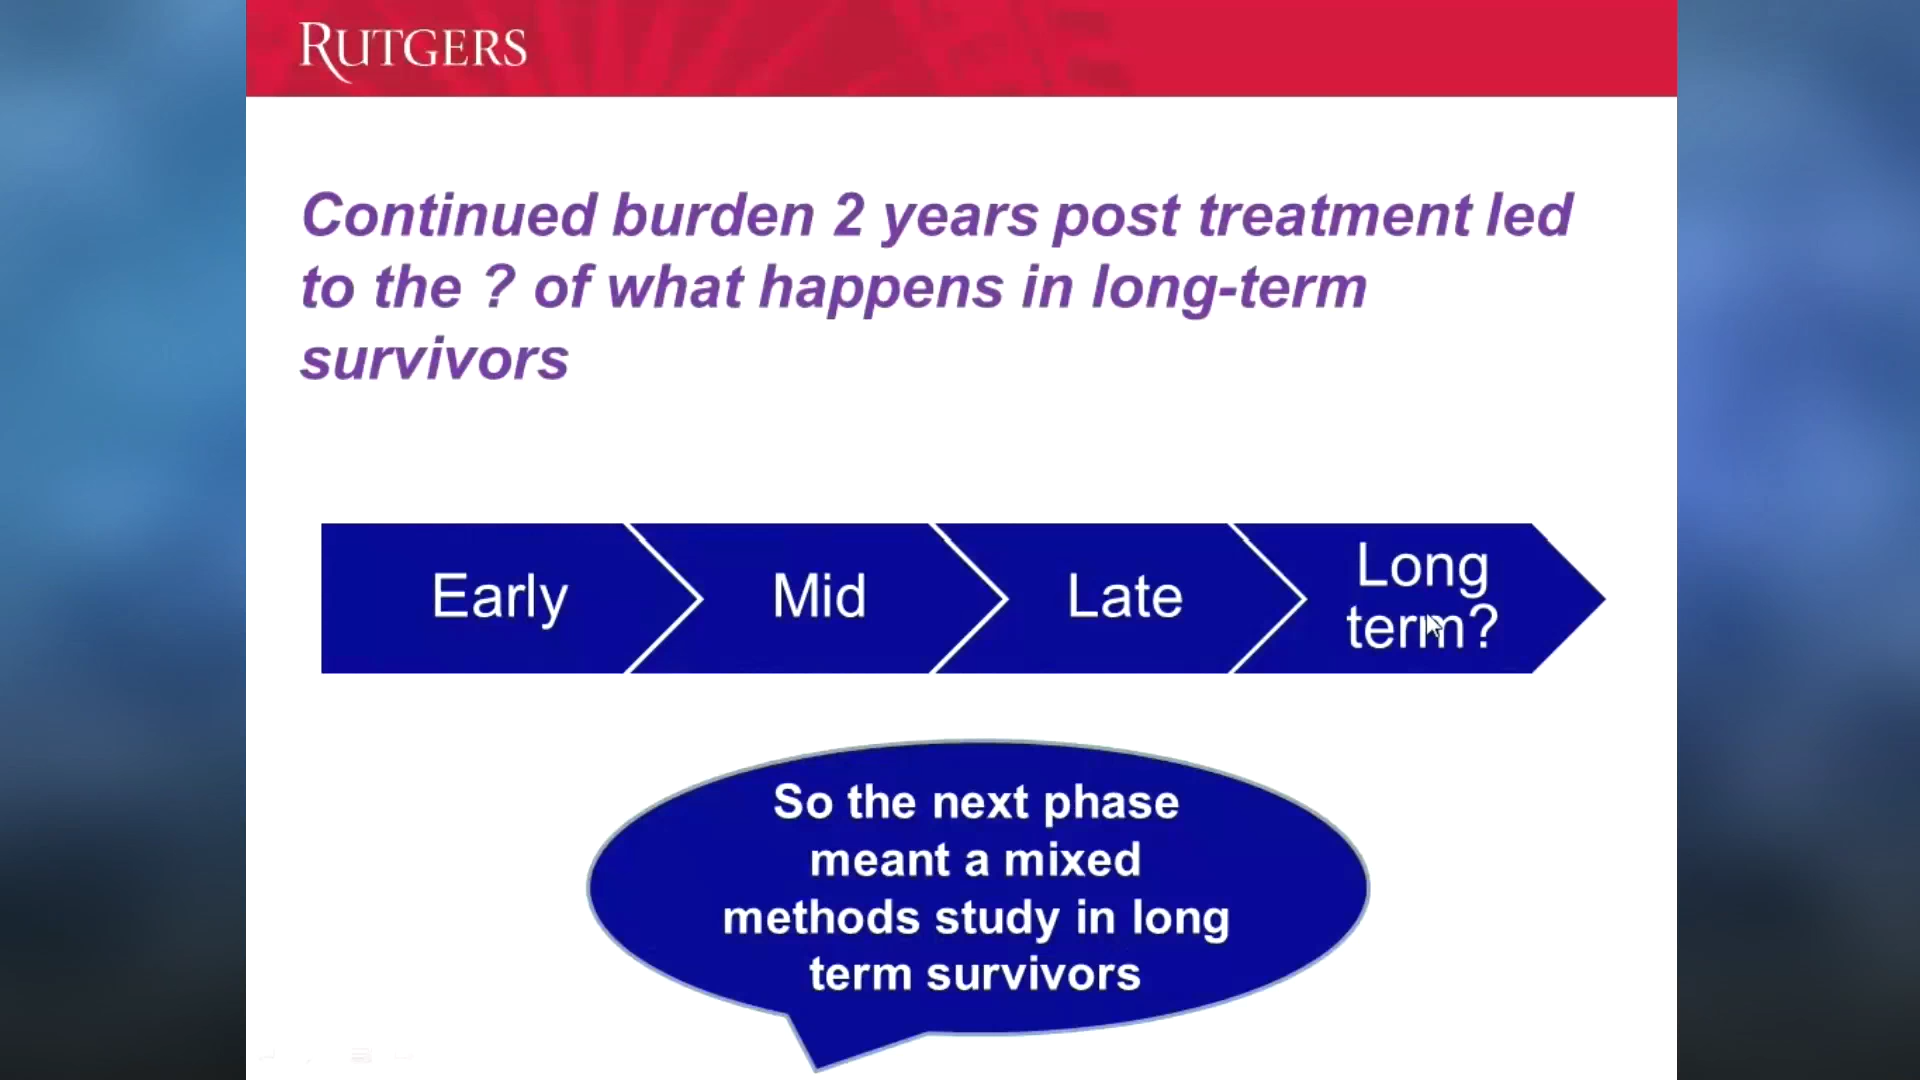 RUTGERS
Continued burden 2 years post treatment led
to the ? of what happens in long-term
survivors
Early
Mid
Late
Long
term?
So the next phase
meant a mixed
methods study in long
term survivors